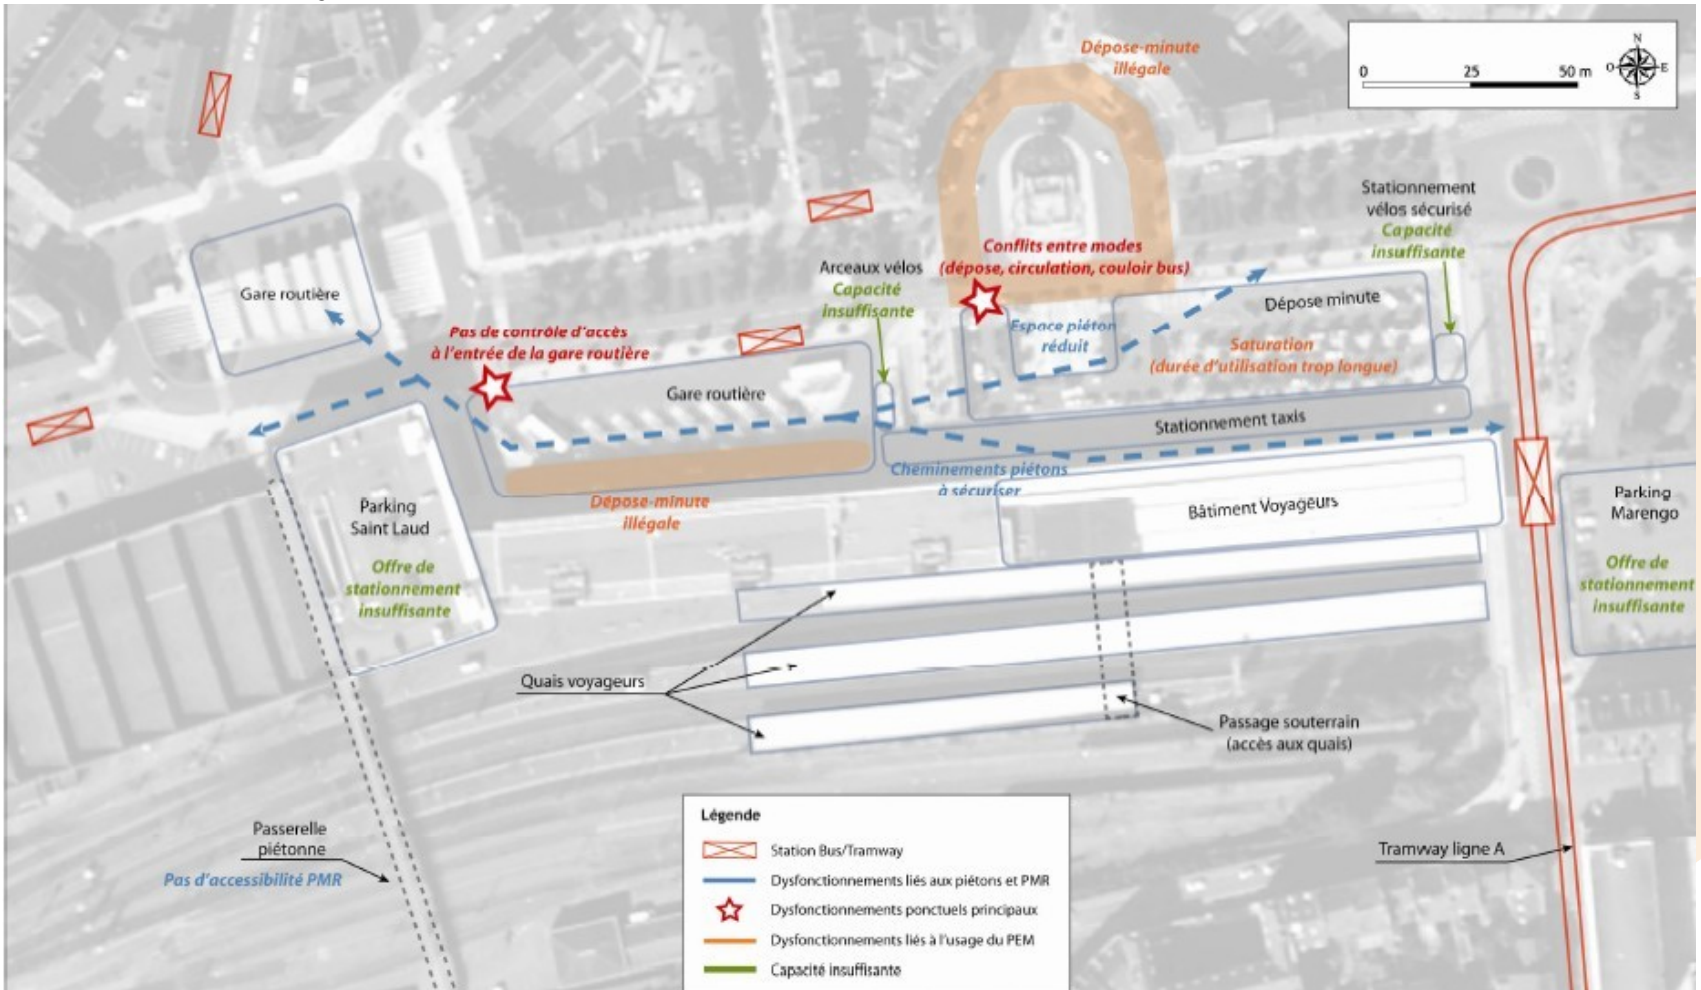 Dépose-minute
illégale
0 25 50 m
N
O E
S
Stationnement
vélos sécurisé
Capacité
insuffisante
Conflits entre modes
(dépose, circulation, couloir bus)
Arceaux vélos
Capacité
insuffisante
Gare routière
Dépose minute
Pas de contrôle d'accès
à l'entrée de la gare routière
Espace piéton
réduit
Saturation
(durée d'utilisation trop longue)
Gare routière
Stationnement taxis
Cheminements piétons
à sécuriser
Dépose-minute
illégale
Bâtiment Voyageurs
Parking
Saint Laud
Offre de
stationnement
insuffisante
Parking
Marengo
Offre de
stationnement
insuffisante
Quais voyageurs
Passage souterrain
(accès aux quais)
Passerelle
piétonne
Pas d'accessibilité PMR
Tramway ligne A
Légende
Station Bus/Tramway
Dysfonctionnements liés aux piétons et PMR
Dysfonctionnements ponctuels principaux
Dysfonctionnements liés à l'usage du PEM
Capacité insuffisante